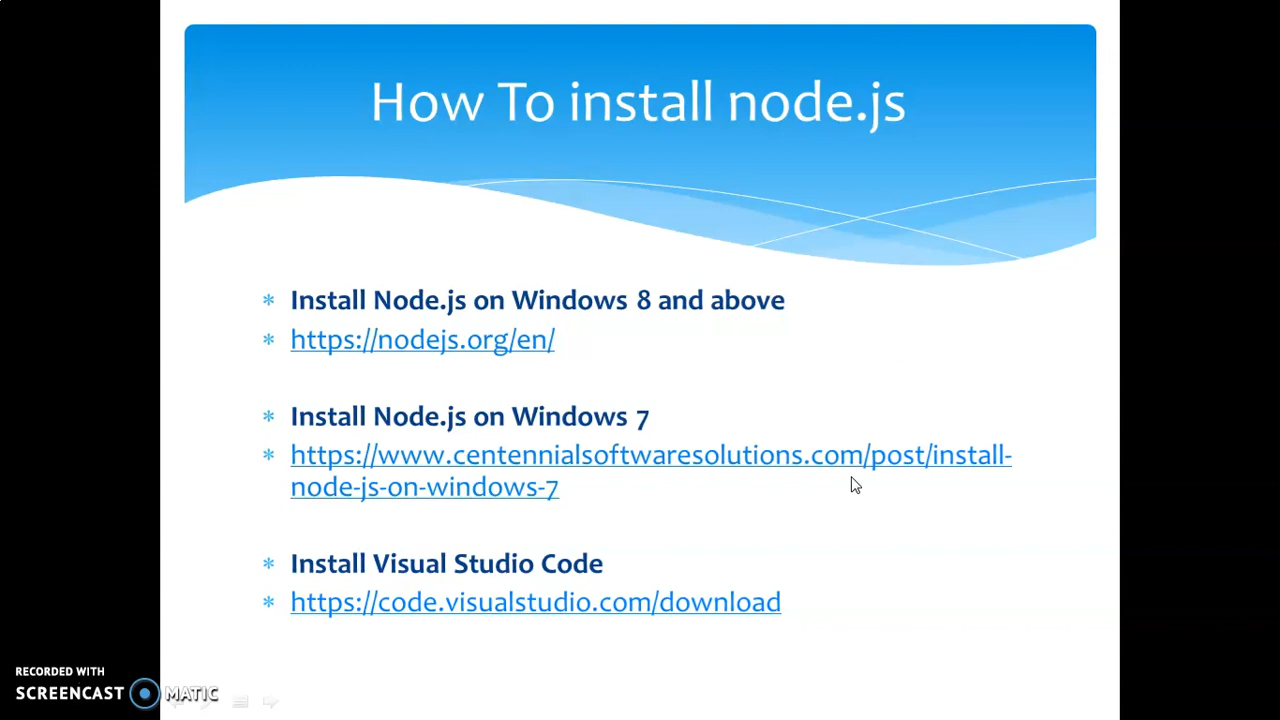 How To install node.js
* Install Node.js on Windows 8 and above
* https://nodejs.org/en/
* Install Node.js on Windows 7
* https://www.centennialsoftwaresolutions.com/post/install-
node-js-on-windows-7
* Install Visual Studio Code
* https://code.visualstudio.com/download
RECORDED WITH
SCREENCAST MATIC